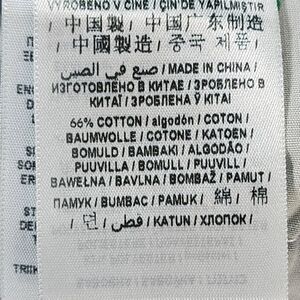 VYROBENO V ČÍNĚ / ÇİN'DE YAPILMIŞTIR
/ 中国製 / 中国广东制造
/ 中國製造 / 중국 제품 /
صنع في الصين / MADE IN CHINA /
ИЗГОТОВЛЕНО В КИТАЕ / ЗРОБЛЕНО В
КИТАЇ / ЗРОБЛЕНА Ў КІТАІ
66% COTTON / algodón / COTON /
BAUMWOLLE / COTONE / KATOEN /
BOMULD / BAMBAKI / ALGODÃO /
PUUVILLA / BOMULL / PUUVILL /
BAWEŁNA / BAVLNA / BOMBAŽ / PAMUT /
ПАМУК / BUMBAC / PAMUK / 綿 / 棉
/ 면 / قطن / KATUN / ХЛОПОК /